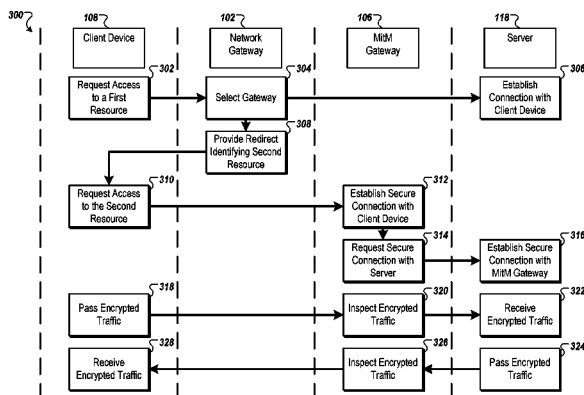 300
108
102
106
118
Client Device
Network
Gateway
MitM
Gateway
Server
302
304
306
Request Access
to a First
Resource
Select Gateway
Establish
Connection with
Client Device
308
Provide Redirect
Identifying Second
Resource
310
312
Request Access
to the Second
Resource
Establish Secure
Connection with
Client Device
314
316
Request Secure
Connection with
Server
Establish Secure
Connection with
MitM Gateway
318
320
322
Pass Encrypted
Traffic
Inspect Encrypted
Traffic
Receive
Encrypted Traffic
328
326
324
Receive
Encrypted Traffic
Inspect Encrypted
Traffic
Pass Encrypted
Traffic